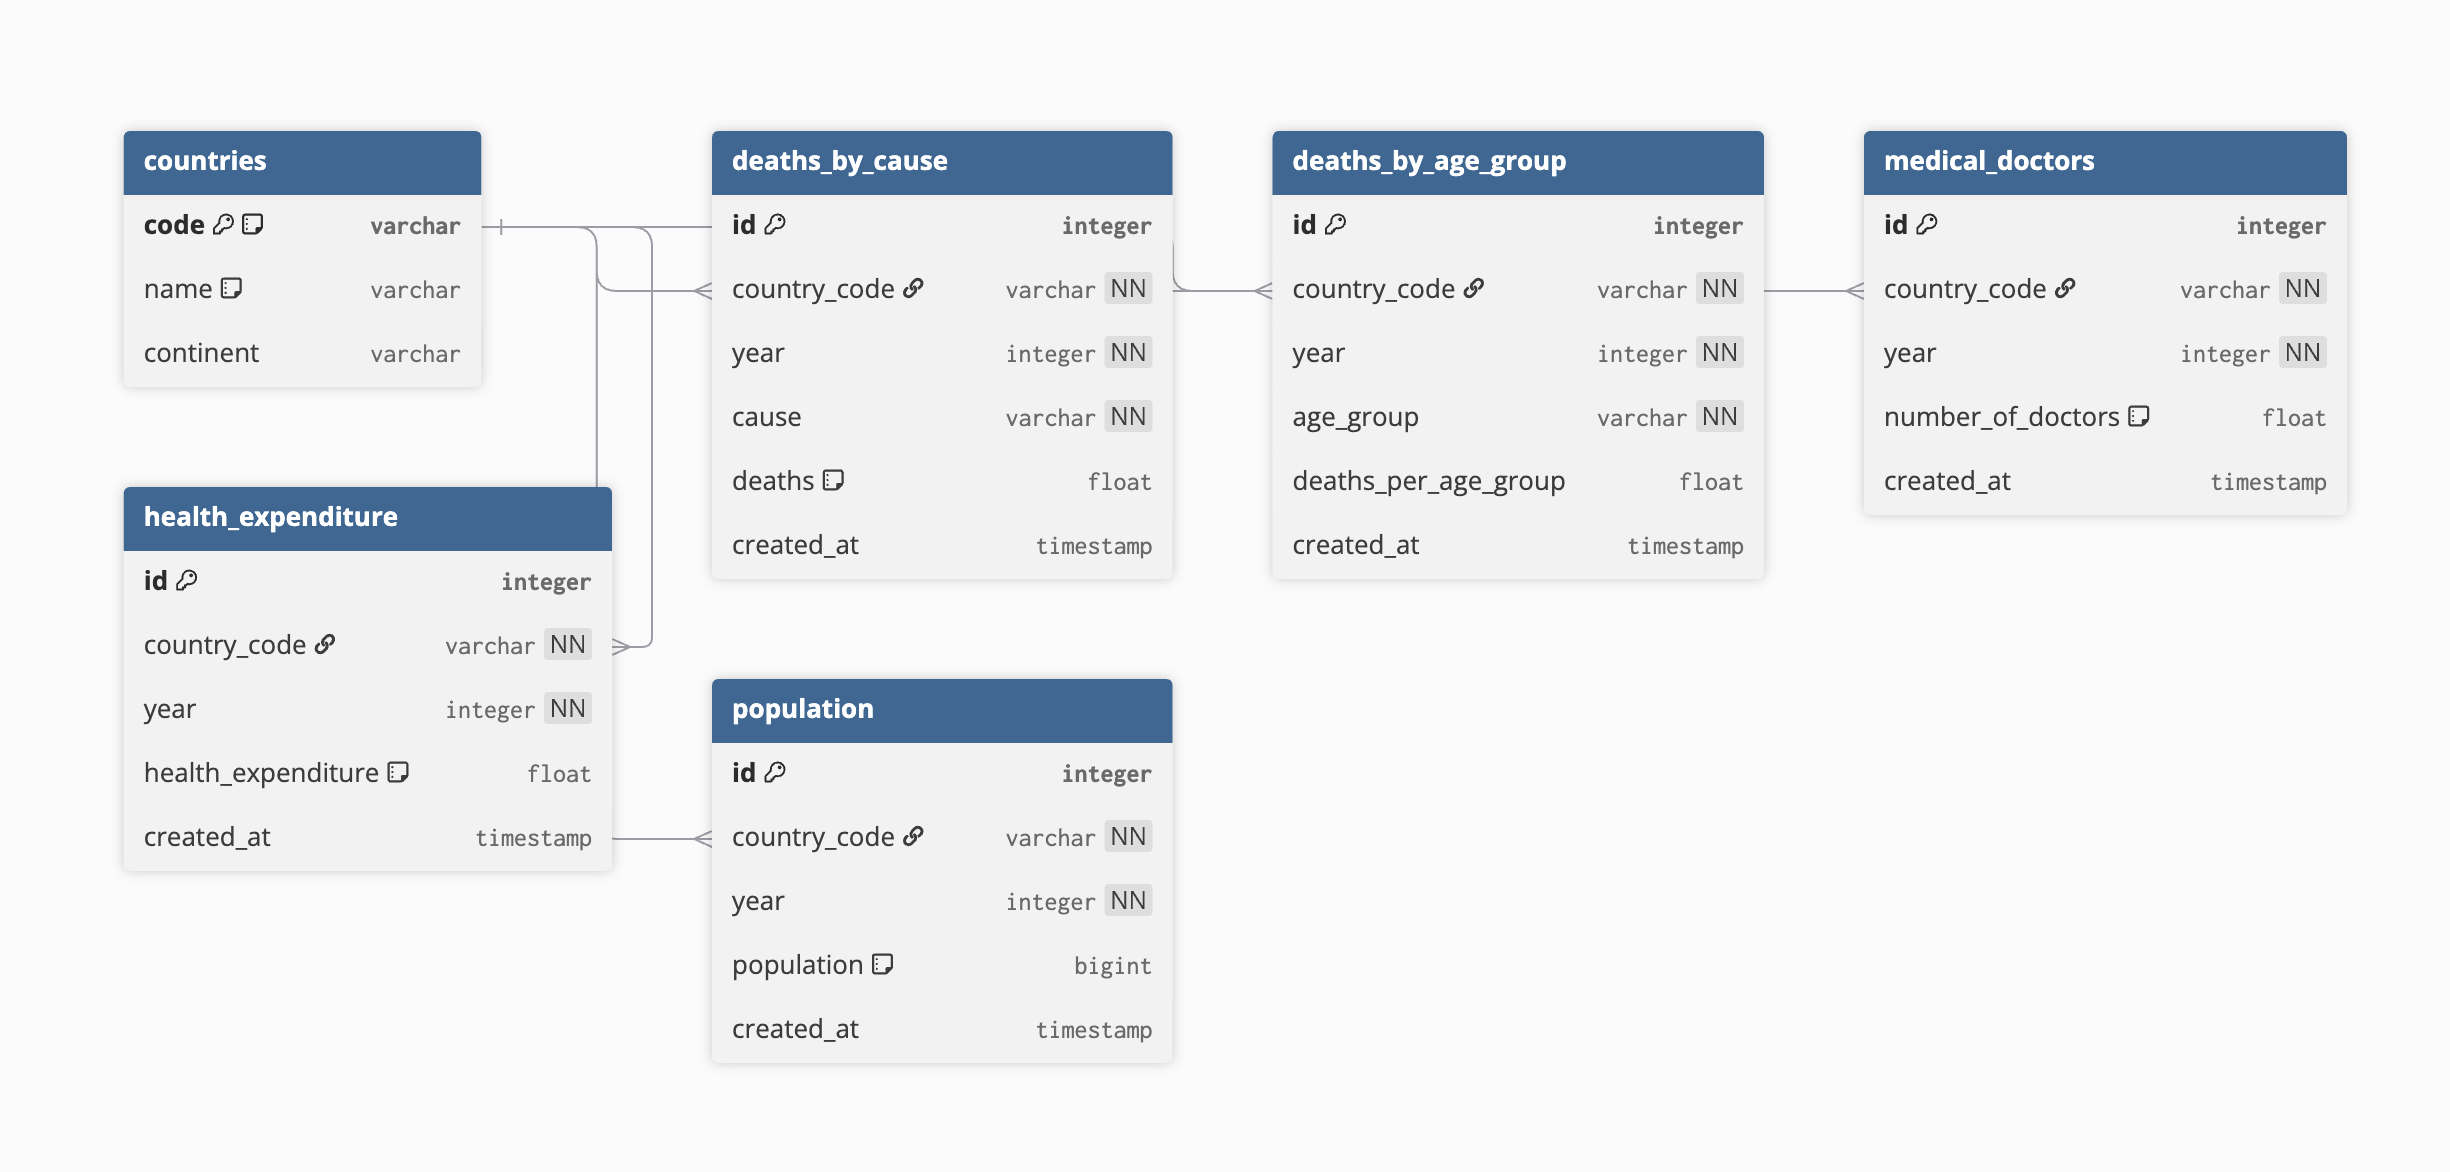 countries
code varchar
name varchar
continent varchar
deaths_by_cause
id integer
country_code varchar NN
year integer NN
cause varchar NN
deaths float
created_at timestamp
deaths_by_age_group
id integer
country_code varchar NN
year integer NN
age_group varchar NN
deaths_per_age_group float
created_at timestamp
medical_doctors
id integer
country_code varchar NN
year integer NN
number_of_doctors float
created_at timestamp
health_expenditure
id integer
country_code varchar NN
year integer NN
health_expenditure float
created_at timestamp
population
id integer
country_code varchar NN
year integer NN
population bigint
created_at timestamp